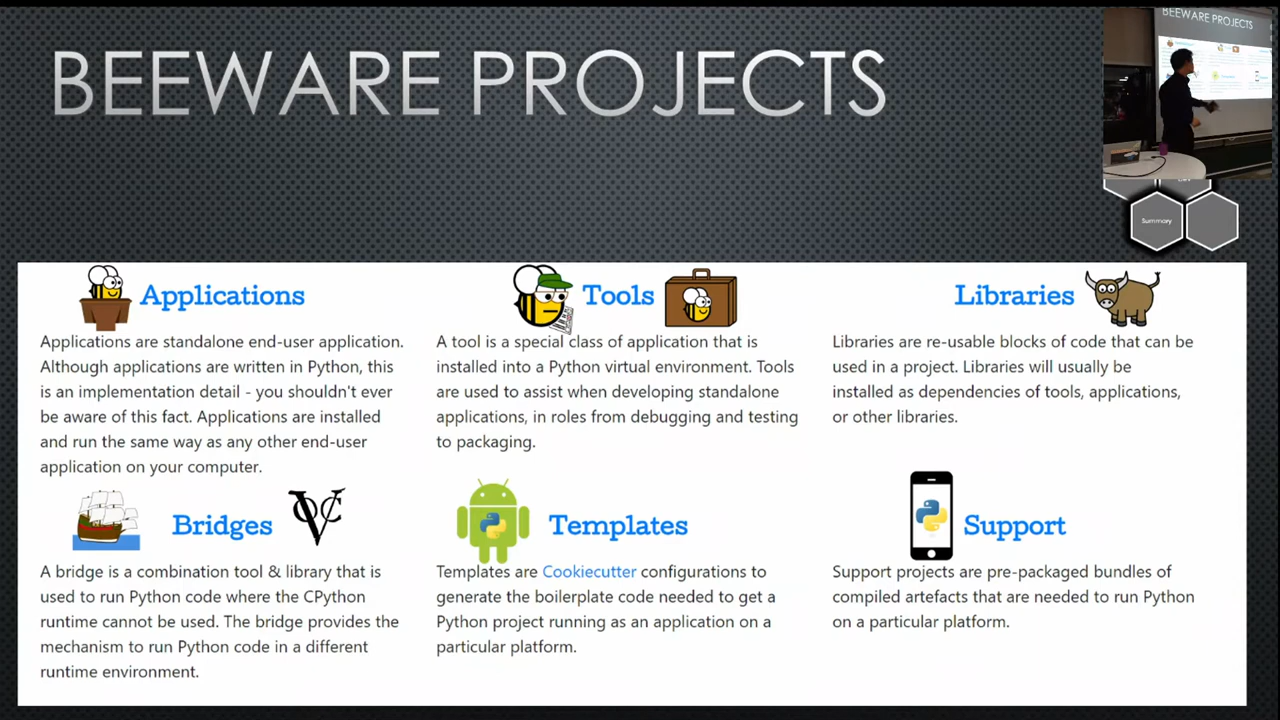 BEEWARE PROJECTS
BEEWARE PROJECTS
Summary
Applications
Applications are standalone end-user application.
Although applications are written in Python, this
is an implementation detail - you shouldn't ever
be aware of this fact. Applications are installed
and run the same way as any other end-user
application on your computer.
Tools
A tool is a special class of application that is
installed into a Python virtual environment. Tools
are used to assist when developing standalone
applications, in roles from debugging and testing
to packaging.
Libraries
Libraries are re-usable blocks of code that can be
used in a project. Libraries will usually be
installed as dependencies of tools, applications,
or other libraries.
Bridges
VOC
A bridge is a combination tool & library that is
used to run Python code where the CPython
runtime cannot be used. The bridge provides the
mechanism to run Python code in a different
runtime environment.
Templates
Templates are Cookiecutter configurations to
generate the boilerplate code needed to get a
Python project running as an application on a
particular platform.
Support
Support projects are pre-packaged bundles of
compiled artefacts that are needed to run Python
on a particular platform.